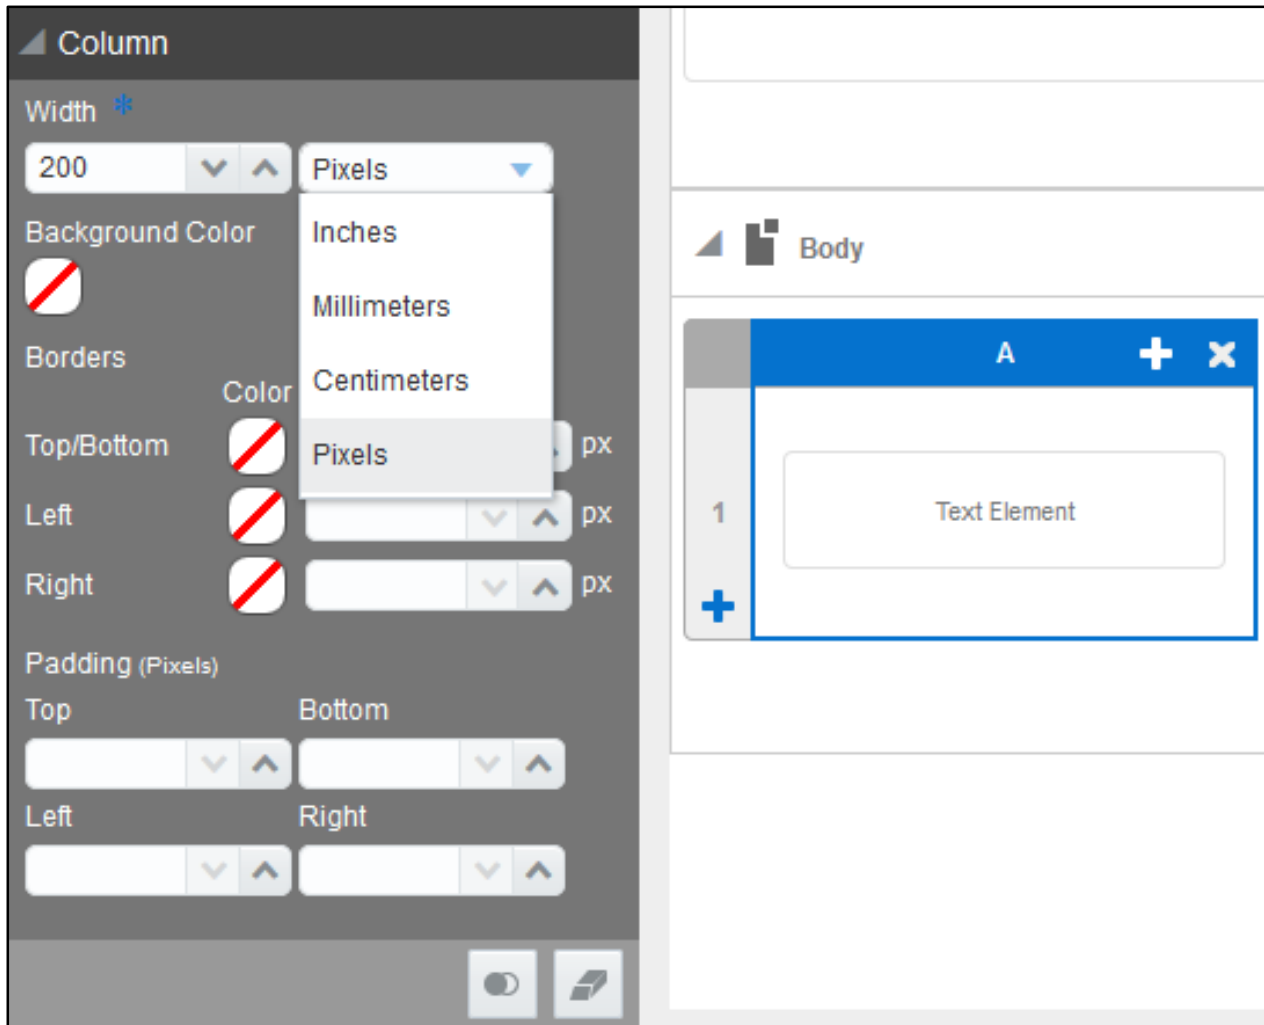 Column
Width *
200 Pixels
Background Color
Inches
Millimeters
Centimeters
Pixels
Borders
Color
Top/Bottom px
Left px
Right px
Padding (Pixels)
Top Bottom
Left Right
Body
A
1
Text Element